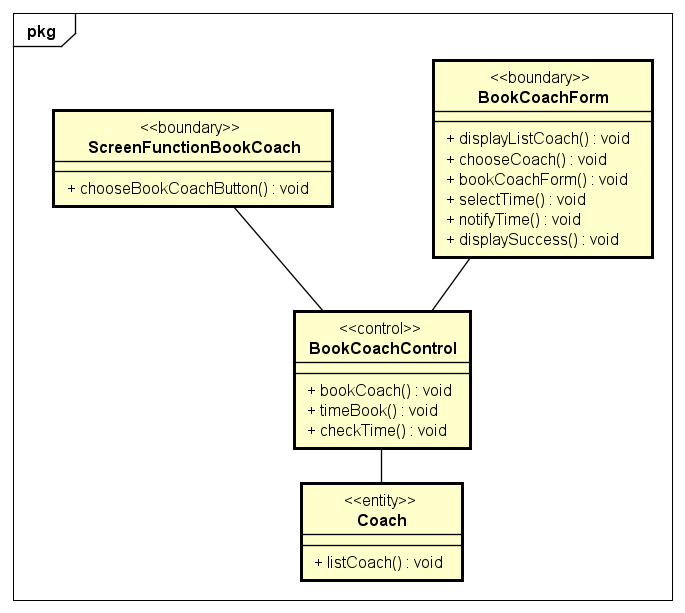 pkg
<<boundary>>
BookCoachForm
+ displayListCoach() : void
+ chooseCoach() : void
+ bookCoachForm() : void
+ selectTime() : void
+ notifyTime() : void
+ displaySuccess() : void
<<boundary>>
ScreenFunctionBookCoach
+ chooseBookCoachButton() : void
<<control>>
BookCoachControl
+ bookCoach() : void
+ timeBook() : void
+ checkTime() : void
<<entity>>
Coach
+ listCoach() : void